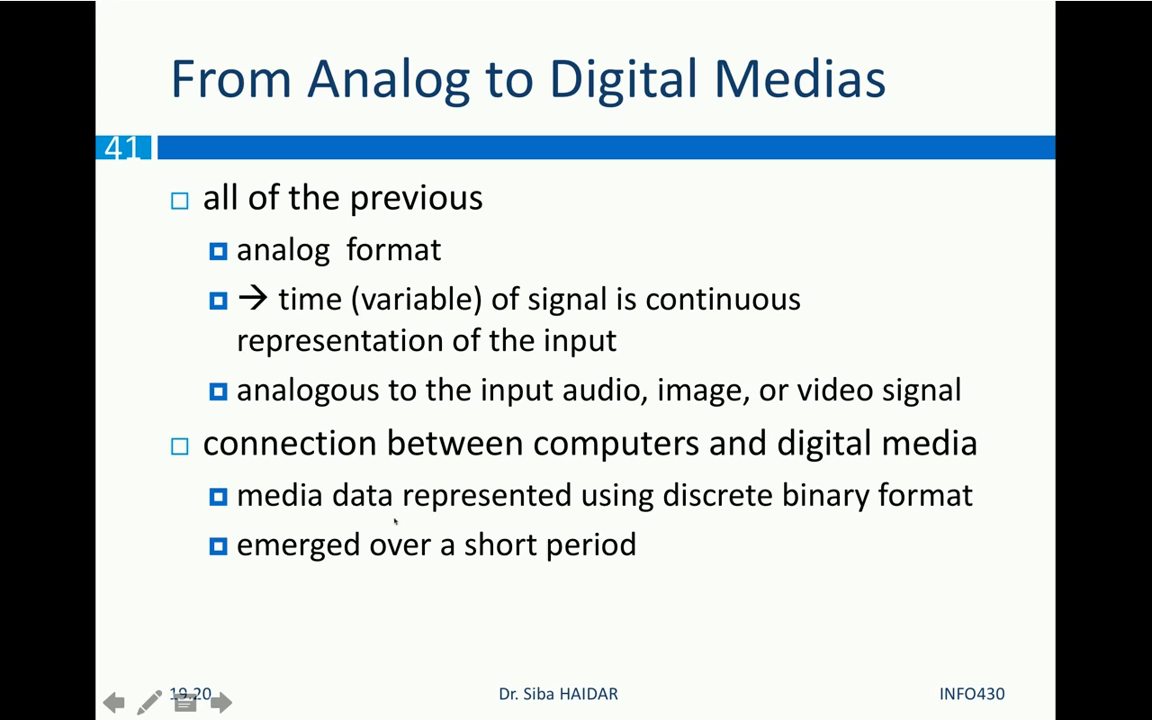 From Analog to Digital Medias
41
all of the previous
analog format
→ time (variable) of signal is continuous
representation of the input
analogous to the input audio, image, or video signal
connection between computers and digital media
media data represented using discrete binary format
emerged over a short period
19.20
Dr. Siba HAIDAR
INFO430